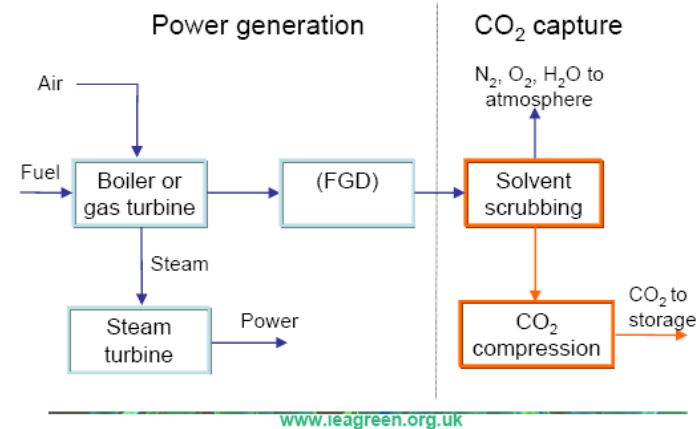 Power generation
CO₂ capture
Air
N₂, O₂, H₂O to
atmosphere
Fuel
Boiler or
gas turbine
(FGD)
Solvent
scrubbing
Steam
Steam
turbine
Power
CO₂
compression
CO₂ to
storage
www.ieagreen.org.uk